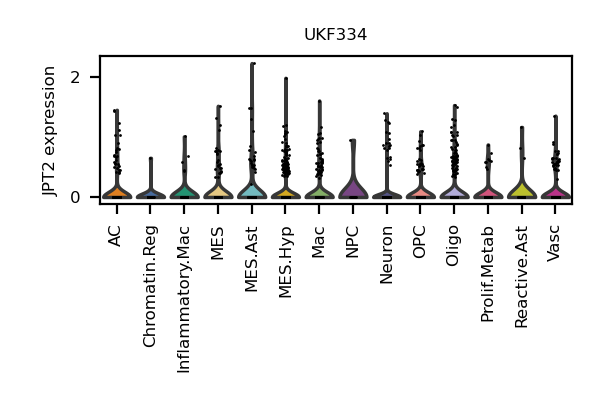 UKF334
JPT2 expression
2
0
AC
Chromatin.Reg
Inflammatory.Mac
MES
MES.Ast
MES.Hyp
Mac
NPC
Neuron
OPC
Oligo
Prolif.Metab
Reactive.Ast
Vasc